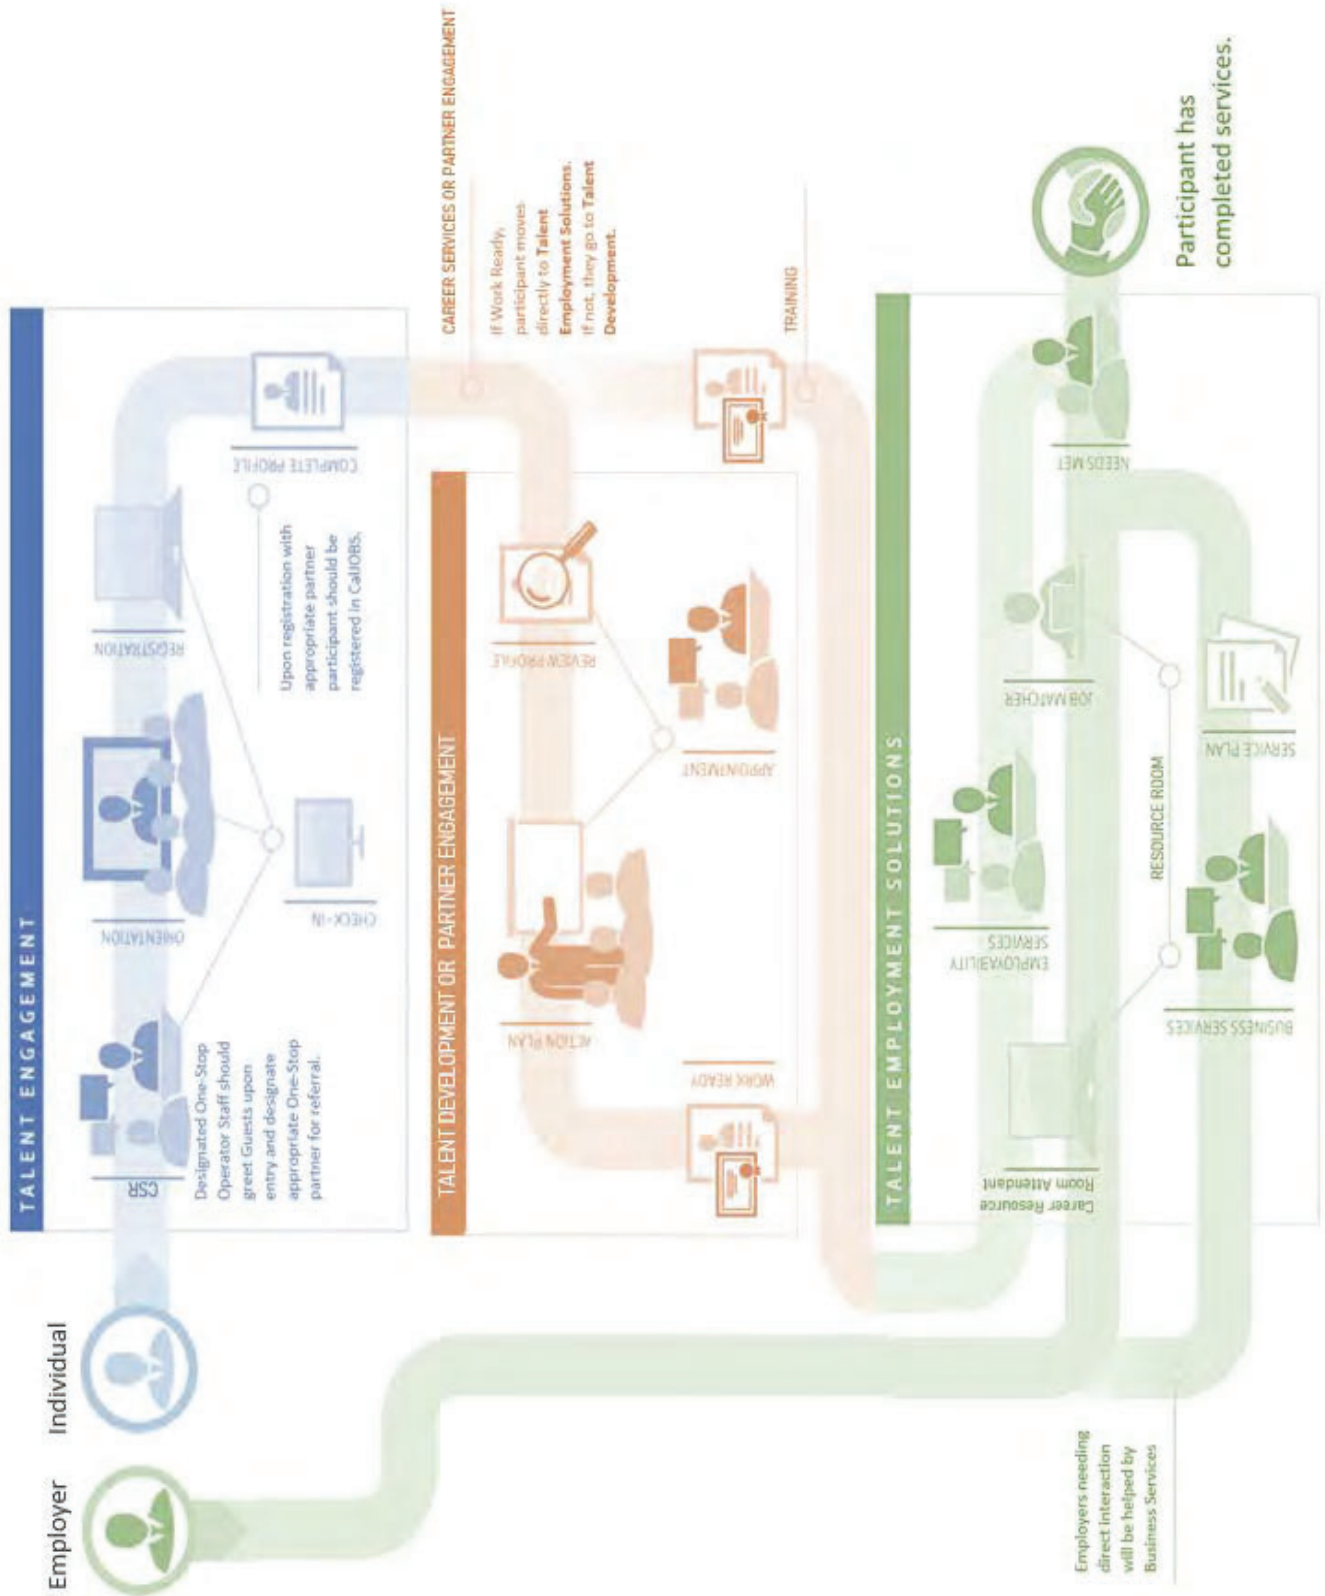 Employer
Individual
TALENT ENGAGEMENT
CSR
Designated One-Stop
Operator Staff should
greet Guests upon
entry and designate
appropriate One-Stop
partner for referral.
ORIENTATION
CHECK-IN
REGISTRATION
Upon registration with
appropriate partner
participant should be
registered in CalJOBS.
COMPLETE PROFILE
CAREER SERVICES OR PARTNER ENGAGEMENT
If Work Ready,
participant moves
directly to Talent
Employment Solutions.
If not, they go to Talent
Development.
TALENT DEVELOPMENT OR PARTNER ENGAGEMENT
REVIEW PROFILE
APPOINTMENT
ACTION PLAN
WORK READY
TRAINING
TALENT EMPLOYMENT SOLUTIONS
Career Resource
Room Attendant
EMPLOYABILITY
SERVICES
JOB MATCHER
NEEDS MET
RESOURCE ROOM
BUSINESS SERVICES
SERVICE PLAN
Employers needing
direct interaction
will be helped by
Business Services
Participant has
completed services.